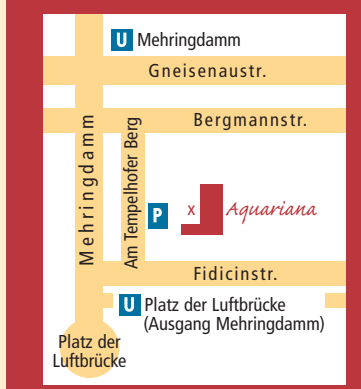 U Mehringdamm
Gneisenaustr.
Bergmannstr.
Mehringdamm
Am Tempelhofer Berg
P
x Aquariana
Fidicinstr.
U Platz der Luftbrücke
(Ausgang Mehringdamm)
Platz der
Luftbrücke